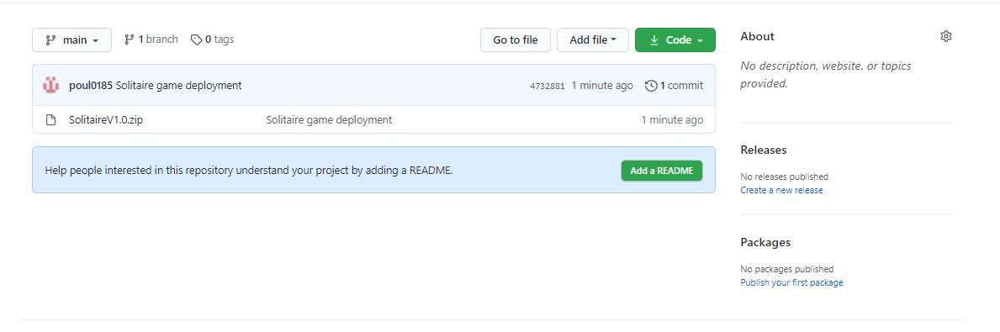 main 1 branch 0 tags Go to file Add file Code
poul0185 Solitaire game deployment 4732881 1 minute ago 1 commit
SolitaireV1.0.zip Solitaire game deployment 1 minute ago
Help people interested in this repository understand your project by adding a README. Add a README
About
No description, website, or topics
provided.
Releases
No releases published
Create a new release
Packages
No packages published
Publish your first package